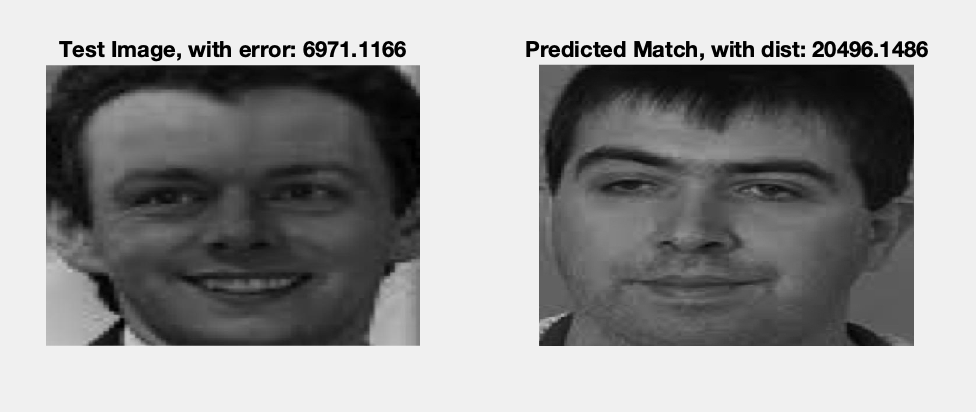 Test Image, with error: 6971.1166
Predicted Match, with dist: 20496.1486